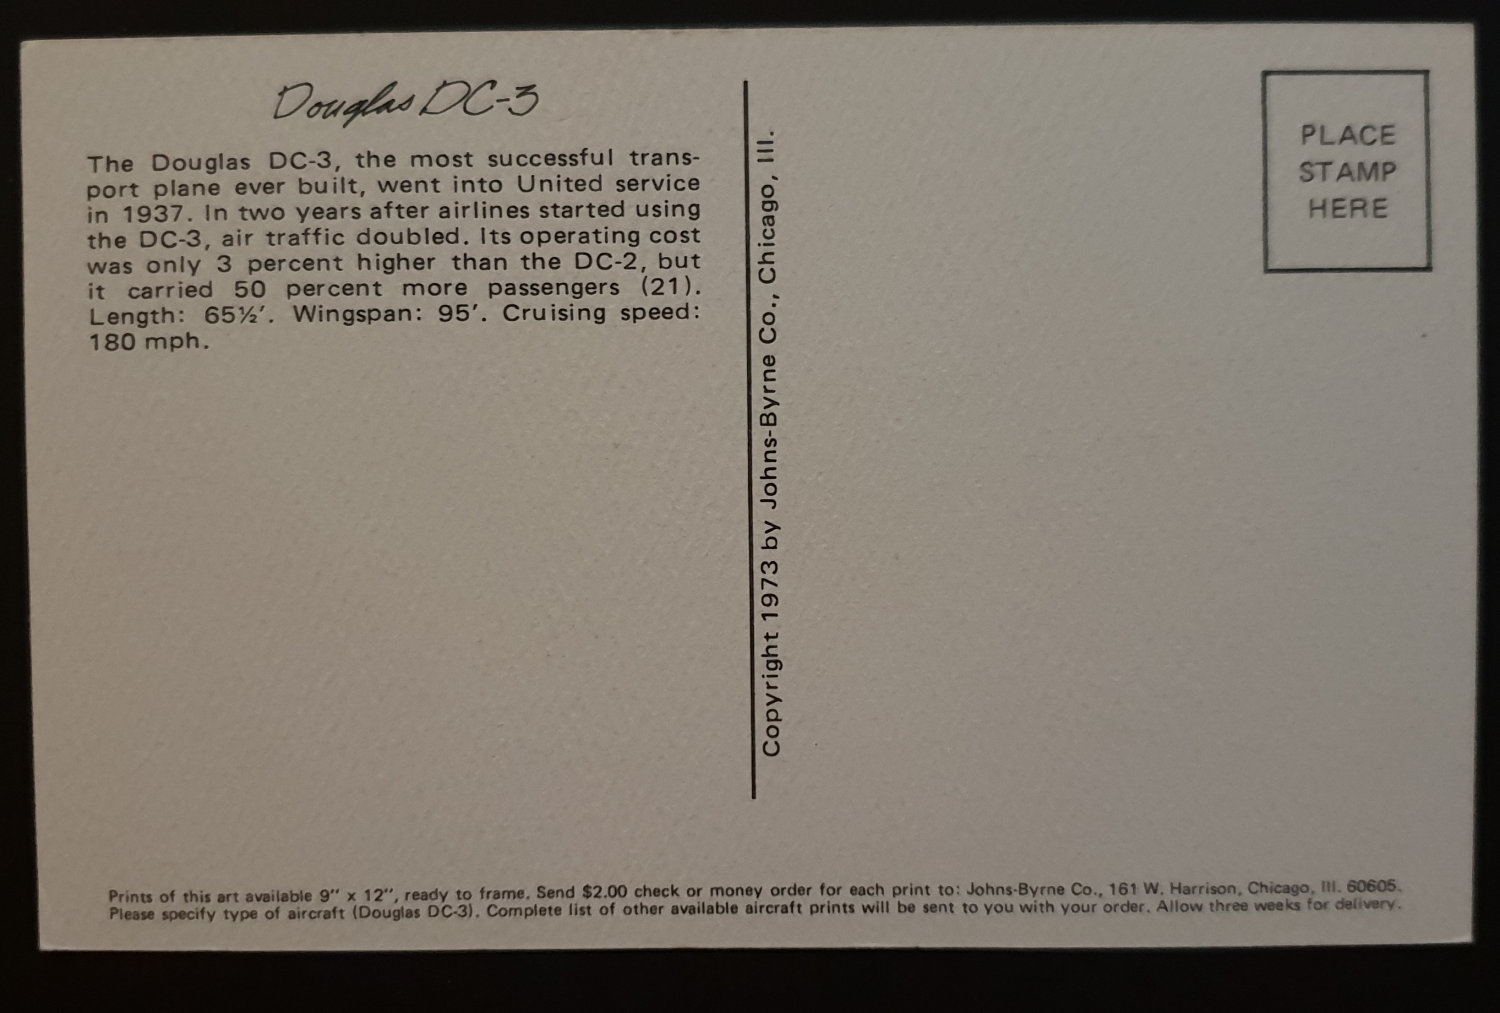 Douglas DC-3
The Douglas DC-3, the most successful trans-
port plane ever built, went into United service
in 1937. In two years after airlines started using
the DC-3, air traffic doubled. Its operating cost
was only 3 percent higher than the DC-2, but
it carried 50 percent more passengers (21).
Length: 65½′. Wingspan: 95′. Cruising speed:
180 mph.
Copyright 1973 by Johns-Byrne Co., Chicago, Ill.
PLACE
STAMP
HERE
Prints of this art available 9″ x 12″, ready to frame. Send $2.00 check or money order for each print to: Johns-Byrne Co., 161 W. Harrison, Chicago, Ill. 60605.
Please specify type of aircraft (Douglas DC-3). Complete list of other available aircraft prints will be sent to you with your order. Allow three weeks for delivery.